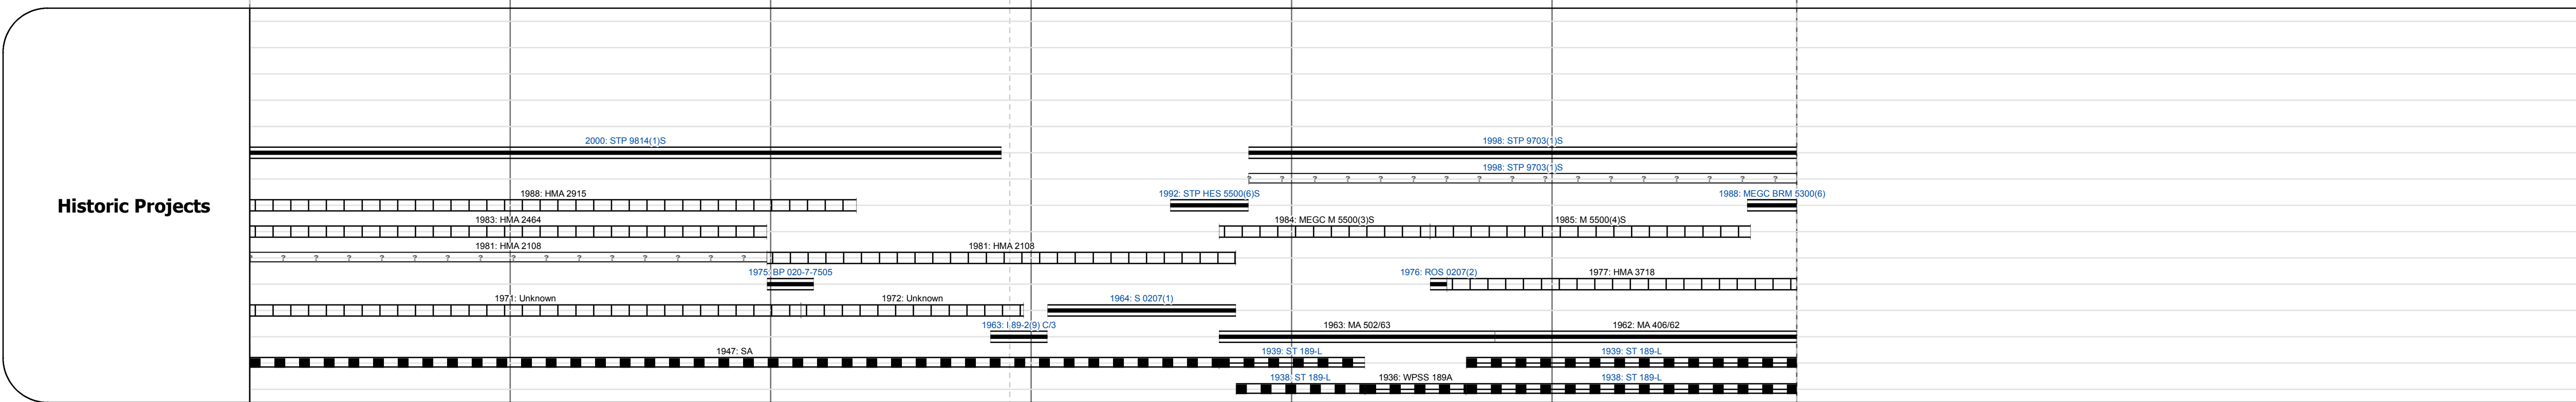 2000: STP 9814(1)S
1998: STP 9703(1)S
1998: STP 9703(1)S
? ? ? ? ? ? ? ? ? ? ? ? ? ? ? ? ?
Historic Projects
1988: HMA 2915
1992: STP HES 5500(6)S
1988: MEGC BRM 5300(6)
1983: HMA 2464
1984: MEGC M 5500(3)S
1985: M 5500(4)S
1981: HMA 2108
1981: HMA 2108
? ? ? ? ? ? ? ? ? ? ? ? ? ? ? ?
1975: BP 020-7-7505
1976: ROS 0207(2)
1977: HMA 3718
1971: Unknown
1972: Unknown
1964: S 0207(1)
1963: I 89-2(9) C/3
1963: MA 502/63
1962: MA 406/62
1947: SA
1939: ST 189-L
1939: ST 189-L
1938: ST 189-L
1936: WPSS 189A
1938: ST 189-L